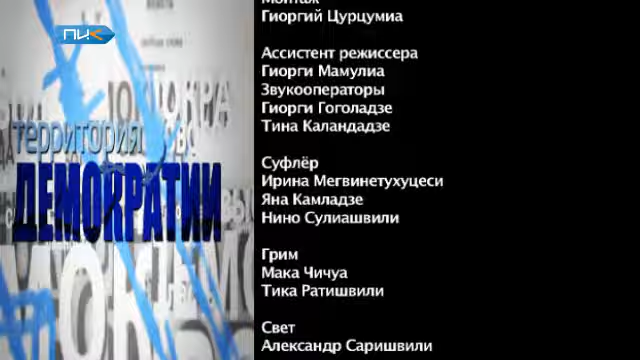 ПИК
территория
ДЕМОКРАТИИ
Монтаж
Гиоргий Цурцумиа
Ассистент режиссера
Гиорги Мамулиа
Звукооператоры
Гиорги Гоголадзе
Тина Каландадзе
Суфлёр
Ирина Мегвинетухуцеси
Яна Камладзе
Нино Сулиашвили
Грим
Мака Чичуа
Тика Ратишвили
Свет
Александр Саришвили